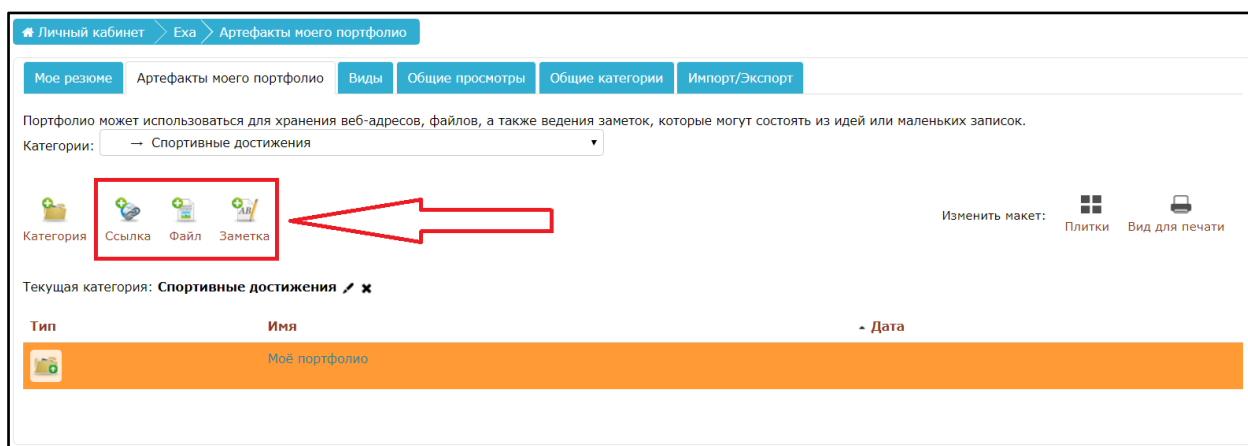 Личный кабинет Exa Артефакты моего портфолио
Мое резюме Артефакты моего портфолио Виды Общие просмотры Общие категории Импорт/Экспорт
Портфолио может использоваться для хранения веб-адресов, файлов, а также ведения заметок, которые могут состоять из идей или маленьких записок.
Категории: → Спортивные достижения
Изменить макет:
Категория Ссылка Файл Заметка Плитки Вид для печати
Текущая категория: Спортивные достижения
Тип Имя Дата
Моё портфолио